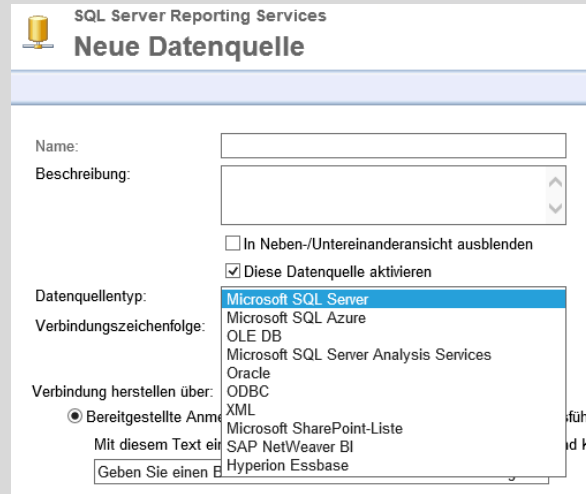 SQL Server Reporting Services
Neue Datenquelle
Name:
Beschreibung:
In Neben-/Untereinanderansicht ausblenden
Diese Datenquelle aktivieren
Datenquellentyp:
Microsoft SQL Server
Microsoft SQL Azure
Verbindungszeichenfolge:
OLE DB
Microsoft SQL Server Analysis Services
Oracle
Verbindung herstellen über:
ODBC
XML
Bereitgestellte Anme
Microsoft SharePoint-Liste
Mit diesem Text ein
SAP NetWeaver BI
Hyperion Essbase
Geben Sie einen B